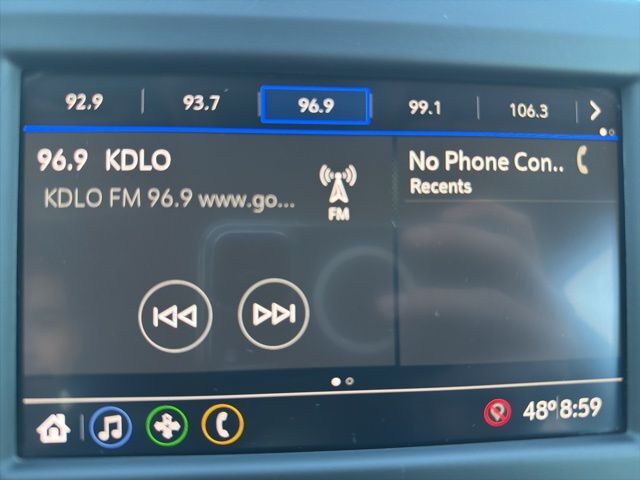 92.9 93.7 96.9 99.1 106.3
96.9 KDLO
KDLO FM 96.9 www.go...
FM
No Phone Con..
Recents
48° 8:59